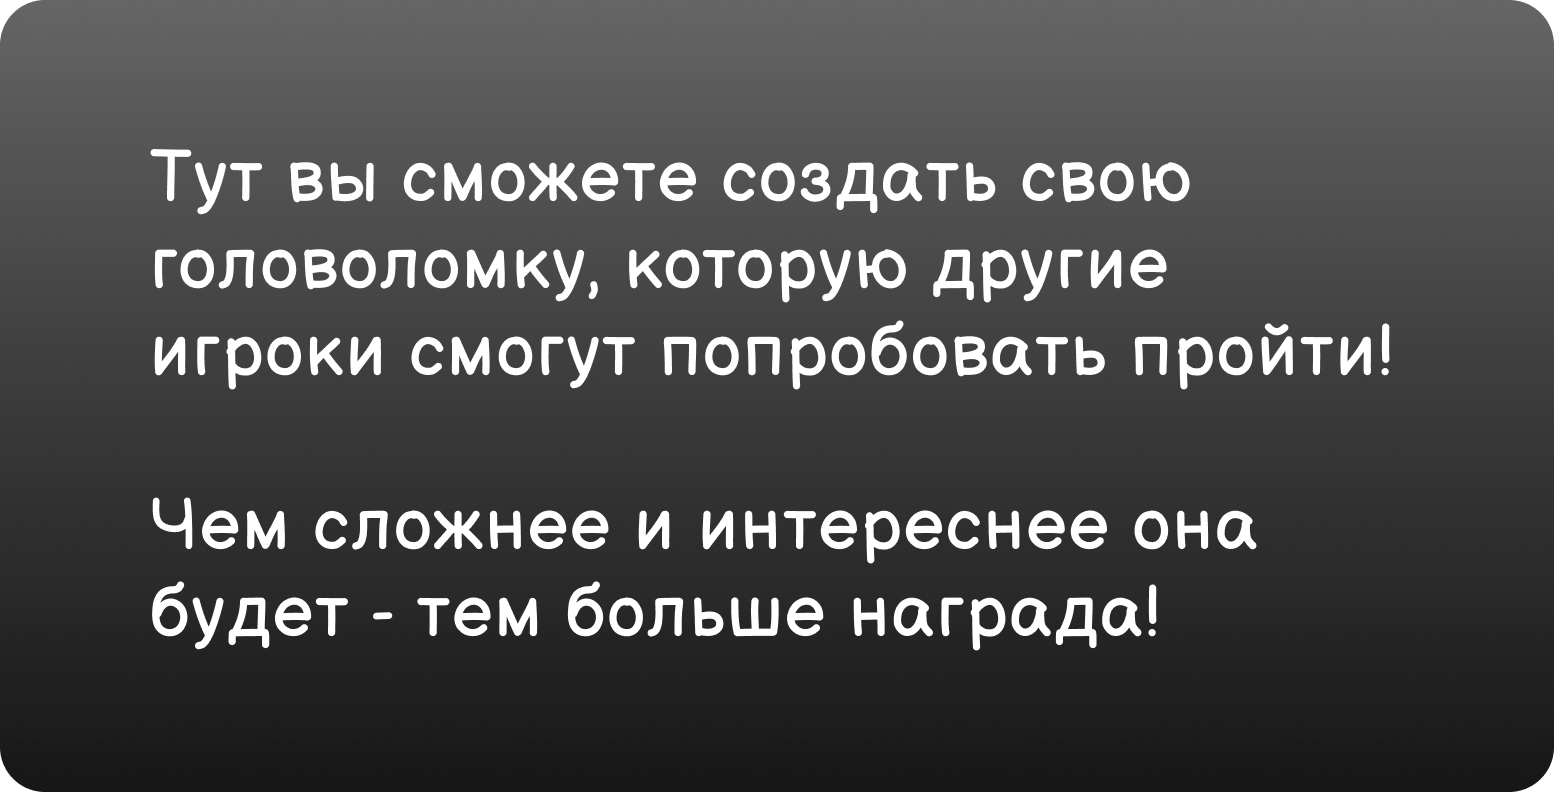 Тут вы сможете создать свою
головоломку, которую другие
игроки смогут попробовать пройти!
Чем сложнее и интереснее она
будет - тем больше награда!